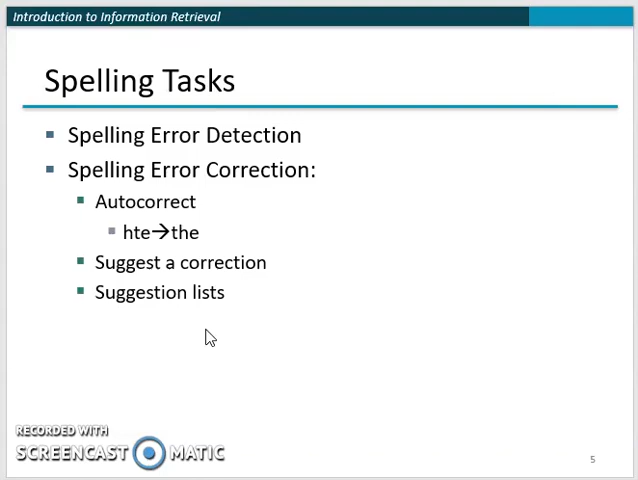 Introduction to Information Retrieval
Spelling Tasks
Spelling Error Detection
Spelling Error Correction:
Autocorrect
hte→the
Suggest a correction
Suggestion lists
RECORDED WITH
SCREENCAST MATIC
5